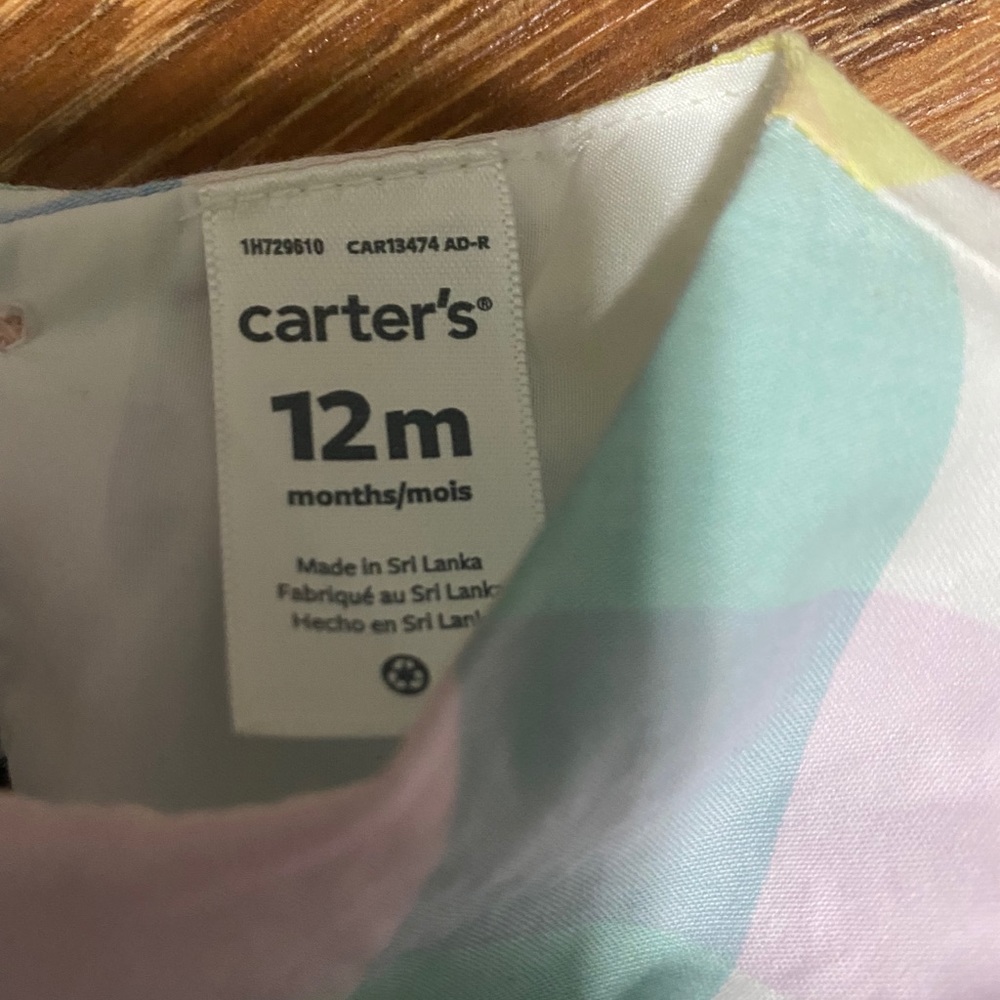 1H729610 CAR13474 AD-R
carter's®
12m
months/mois
Made in Sri Lanka
Fabriqué au Sri
Hecho en Sri